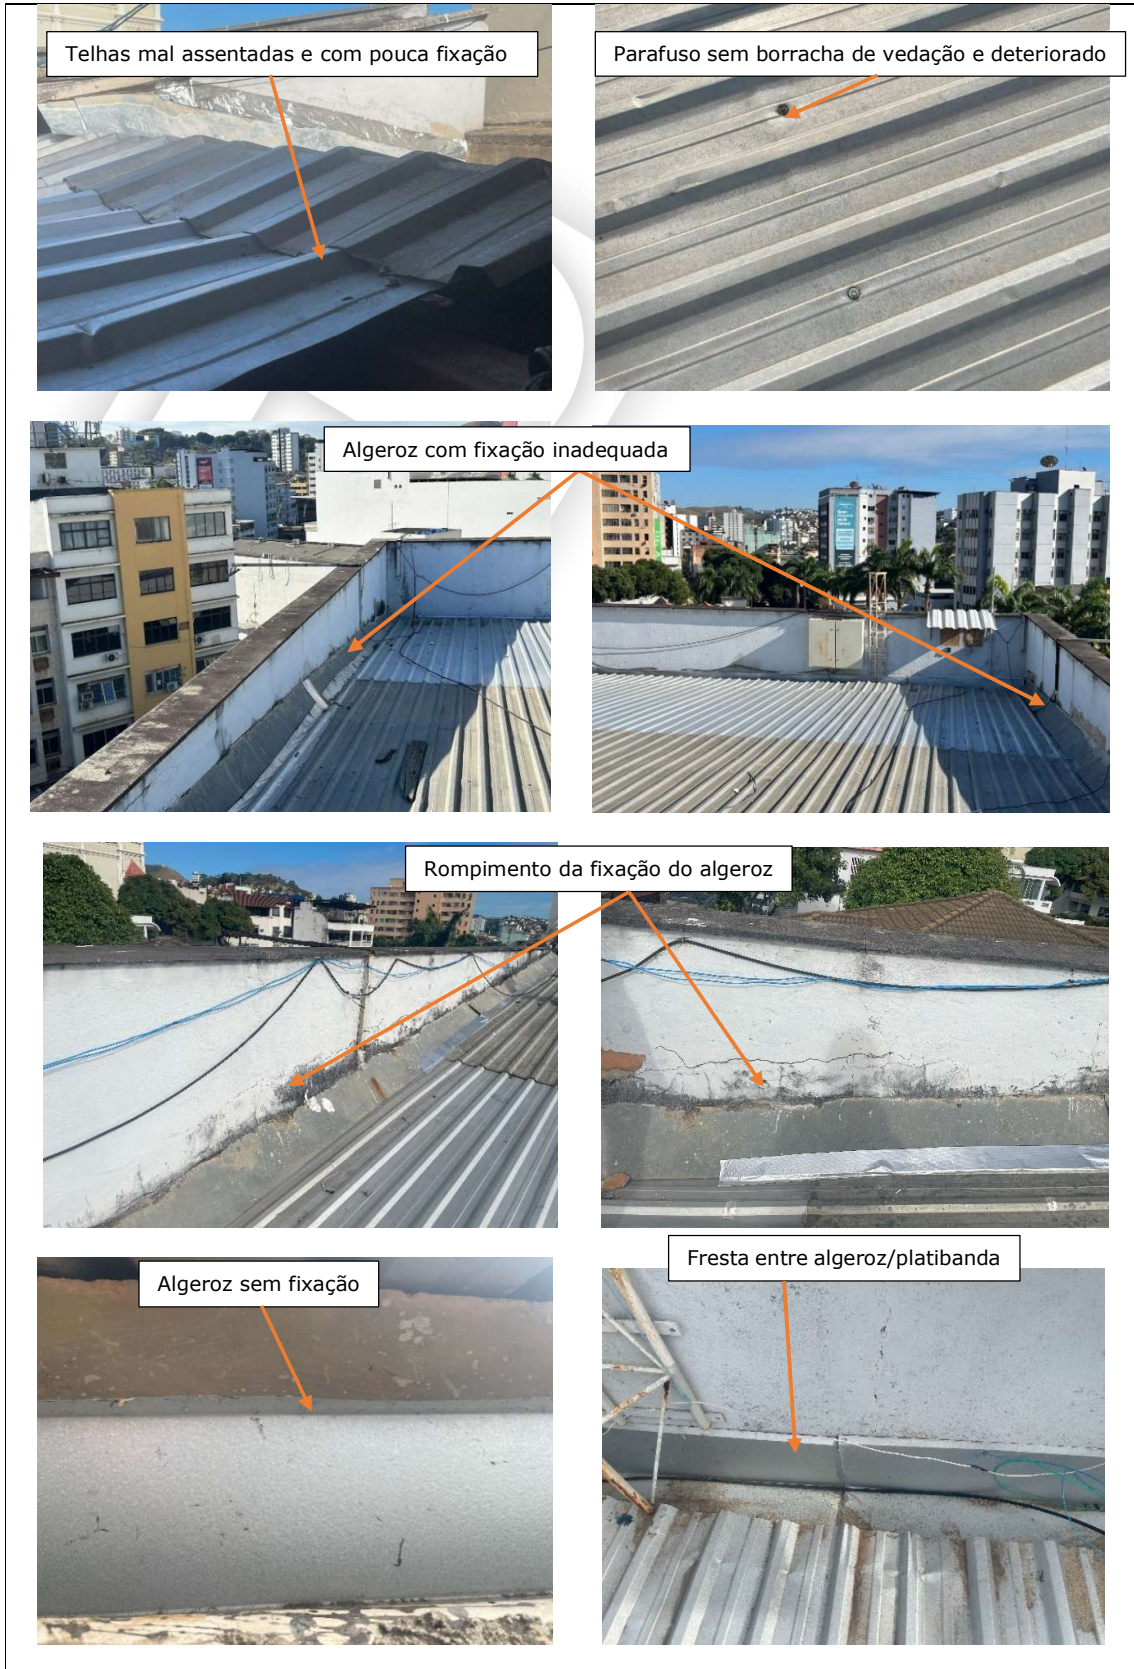 Telhas mal assentadas e com pouca fixação
Parafuso sem borracha de vedação e deteriorado
Algeroz com fixação inadequada
Rompimento da fixação do algeroz
Algeroz sem fixação
Fresta entre algeroz/platibanda